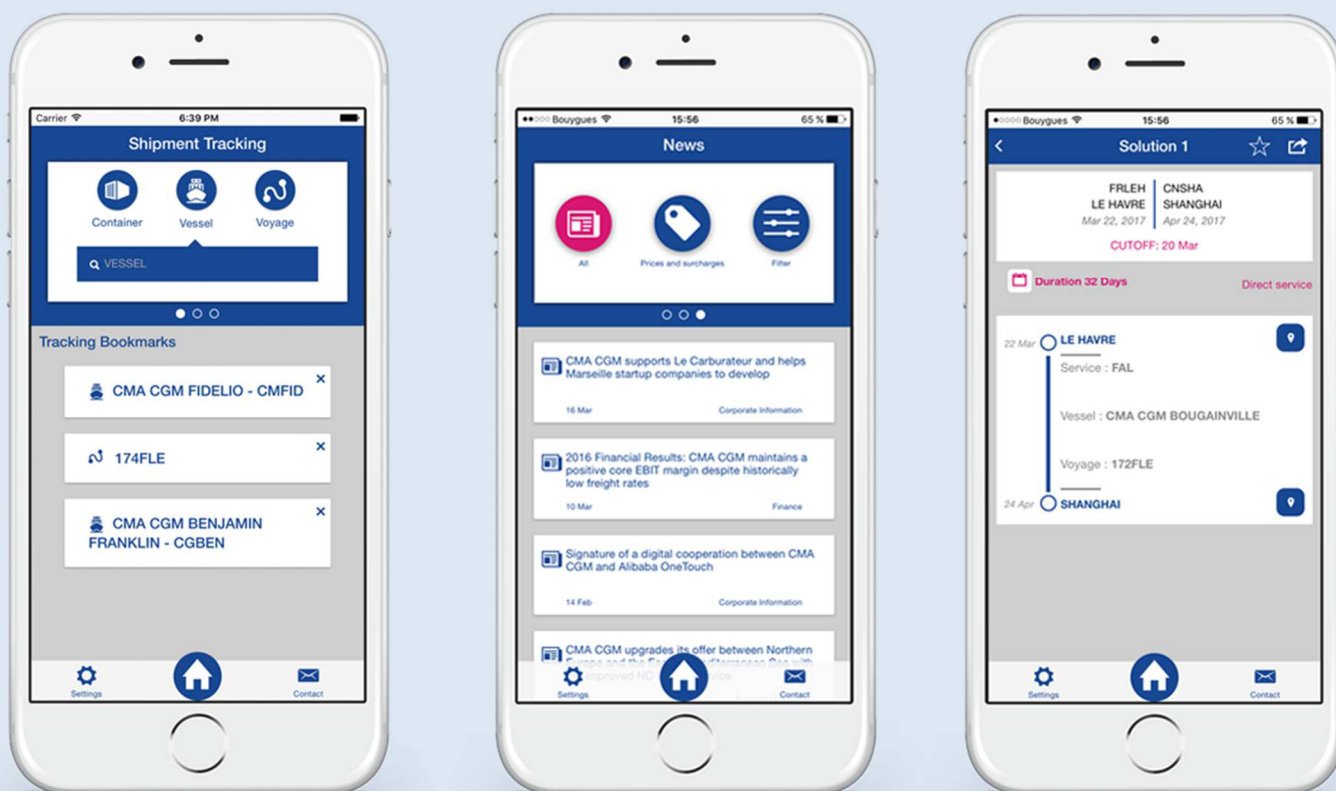 Carrier
6:39 PM
Shipment Tracking
Container
Vessel
Voyage
VESSEL
Tracking Bookmarks
CMA CGM FIDELIO - CMFID
174FLE
CMA CGM BENJAMIN
FRANKLIN - CGBEN
Settings
Contact
Bouygues
15:56
65 %
News
All
Prices and surcharges
Filter
CMA CGM supports Le Carburateur and helps
Marseille startup companies to develop
16 Mar
Corporate Information
2016 Financial Results: CMA CGM maintains a
positive core EBIT margin despite historically
low freight rates
10 Mar
Finance
Signature of a digital cooperation between CMA
CGM and Alibaba OneTouch
14 Feb
Corporate Information
CMA CGM upgrades its offer between Northern
Europe and the
Sea with
improved
Settings
Contact
Bouygues
15:56
65 %
Solution 1
FRLEH
CNSHA
LE HAVRE
SHANGHAI
Mar 22, 2017
Apr 24, 2017
CUTOFF: 20 Mar
Duration 32 Days
Direct service
22 Mar
LE HAVRE
Service : FAL
Vessel : CMA CGM BOUGAINVILLE
Voyage : 172FLE
24 Apr
SHANGHAI
Settings
Contact